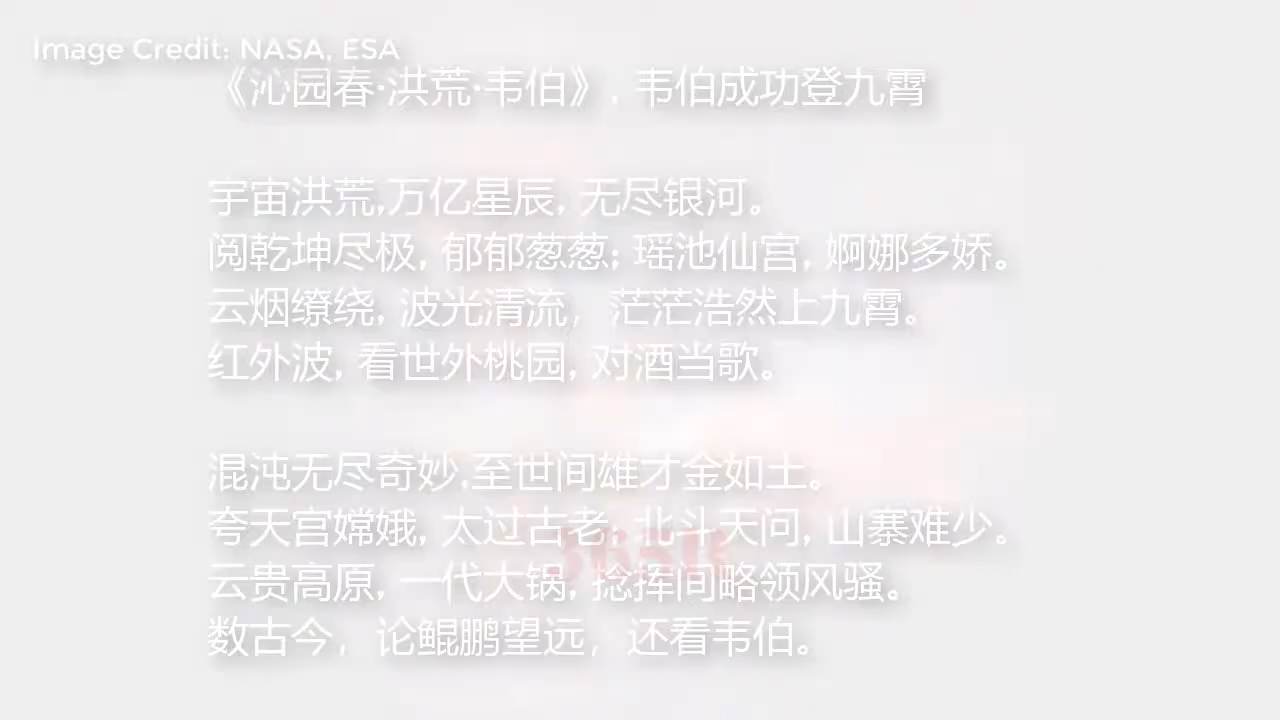 Image Credit: NASA, ESA
《沁园春·洪荒·韦伯》, 韦伯成功登九霄
宇宙洪荒,万亿星辰, 无尽银河。
阅乾坤尽极, 郁郁葱葱; 瑶池仙宫, 婀娜多娇。
云烟缭绕, 波光清流， 茫茫浩然上九霄。
红外波, 看世外桃园, 对酒当歌。
混沌无尽奇妙,至世间雄才金如土。
夸天宫嫦娥, 太过古老; 北斗天问, 山寨难少。
云贵高原, 一代大锅, 捻挥间略领风骚。
数古今， 论鲲鹏望远， 还看韦伯。